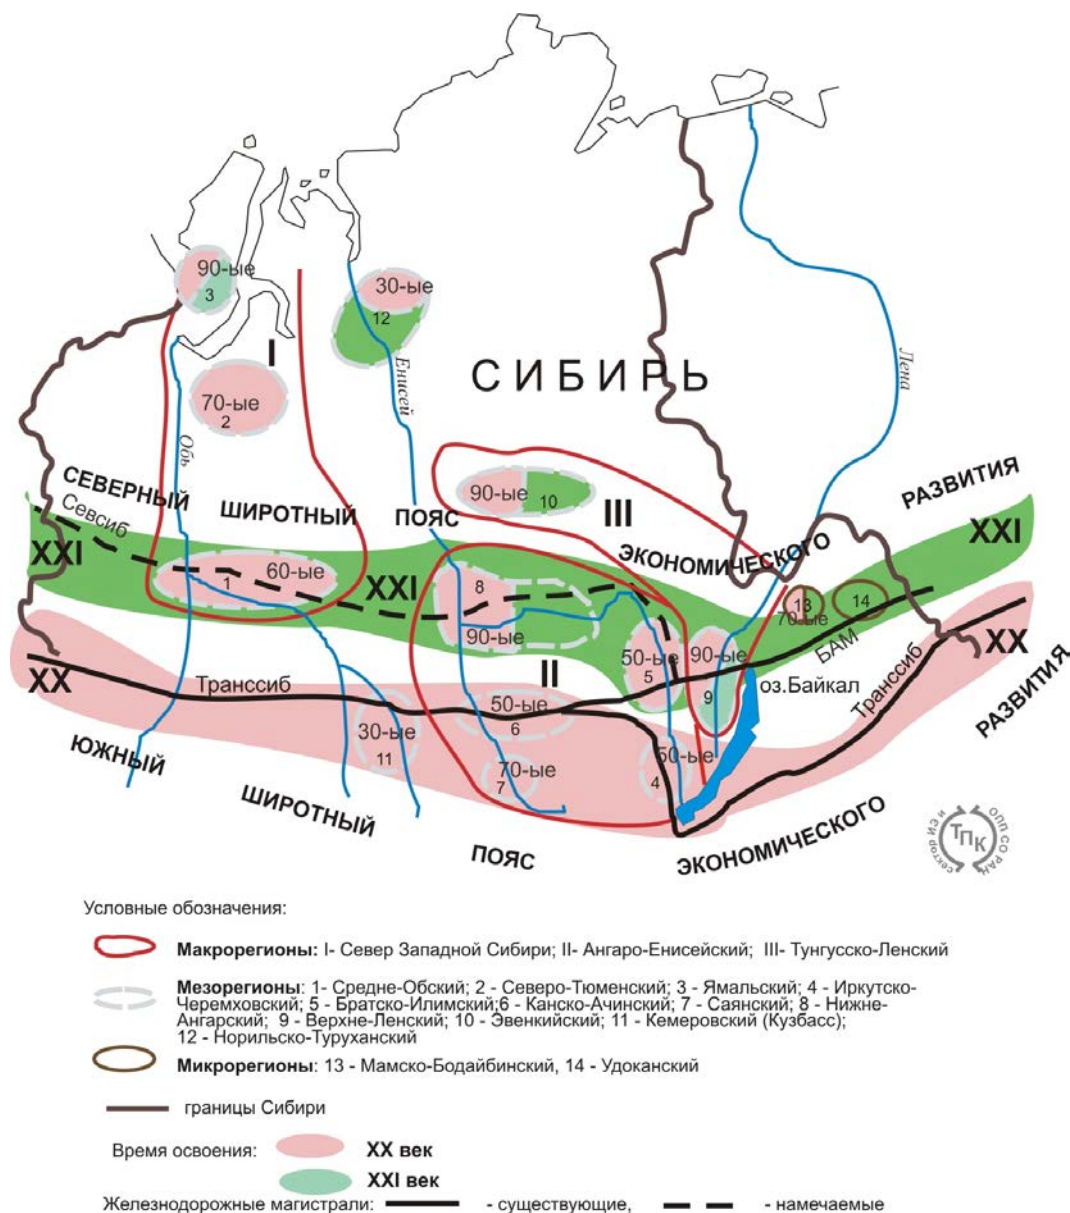 90-ые
3
30-ые
12
I
СИБИРЬ
Енисей
Лена
70-ые
2
Обь
СЕВЕРНЫЙ
ШИРОТНЫЙ
ПОЯС
ЭКОНОМИЧЕСКОГО
РАЗВИТИЯ
Севсиб
90-ые
10
III
XXI
XXI
XXI
60-ые
1
8
90-ые
13
70-ые
14
50-ые
5
90-ые
9
БАМ
II
оз.Байкал
XX
XX
Транссиб
Транссиб
50-ые
6
30-ые
11
70-ые
7
50-ые
4
ЮЖНЫЙ
ШИРОТНЫЙ
ПОЯС
ЭКОНОМИЧЕСКОГО
РАЗВИТИЯ
ТПК
сектор ИЭ и
ОПП СО РАН
Условные обозначения:
Макрорегионы: I- Север Западной Сибири; II- Ангаро-Енисейский; III- Тунгусско-Ленский
Мезорегионы: 1 - Средне-Обский; 2 - Северо-Тюменский; 3 - Ямальский; 4 - Иркутско-
Черемховский; 5 - Братско-Илимский;6 - Канско-Ачинский; 7 - Саянский; 8 - Нижне-
Ангарский; 9 - Верхне-Ленский; 10 - Эвенкийский; 11 - Кемеровский (Кузбасс);
12 - Норильско-Туруханский
Микрорегионы: 13 - Мамско-Бодайбинский, 14 - Удоканский
границы Сибири
Время освоения:
XX век
XXI век
Железнодорожные магистрали: - существующие, - намечаемые